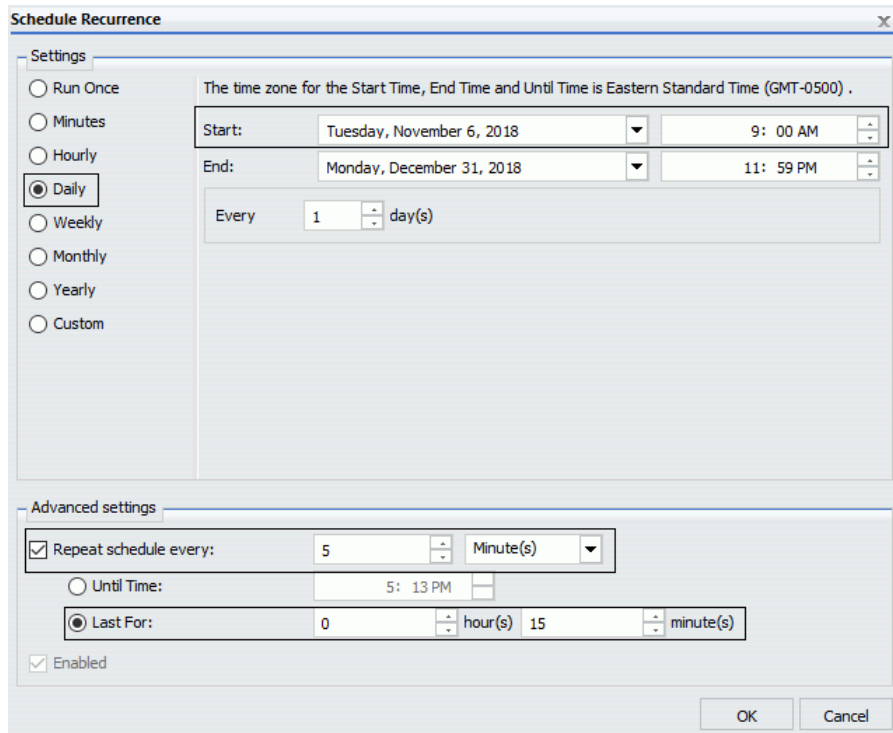 Schedule Recurrence x
Settings
Run Once
The time zone for the Start Time, End Time and Until Time is Eastern Standard Time (GMT-0500) .
Minutes
Start: Tuesday, November 6, 2018 9: 00 AM
Hourly
End: Monday, December 31, 2018 11: 59 PM
Daily
Every 1 day(s)
Weekly
Monthly
Yearly
Custom
Advanced settings
Repeat schedule every: 5 Minute(s)
Until Time: 5: 13 PM
Last For: 0 hour(s) 15 minute(s)
Enabled
OK Cancel